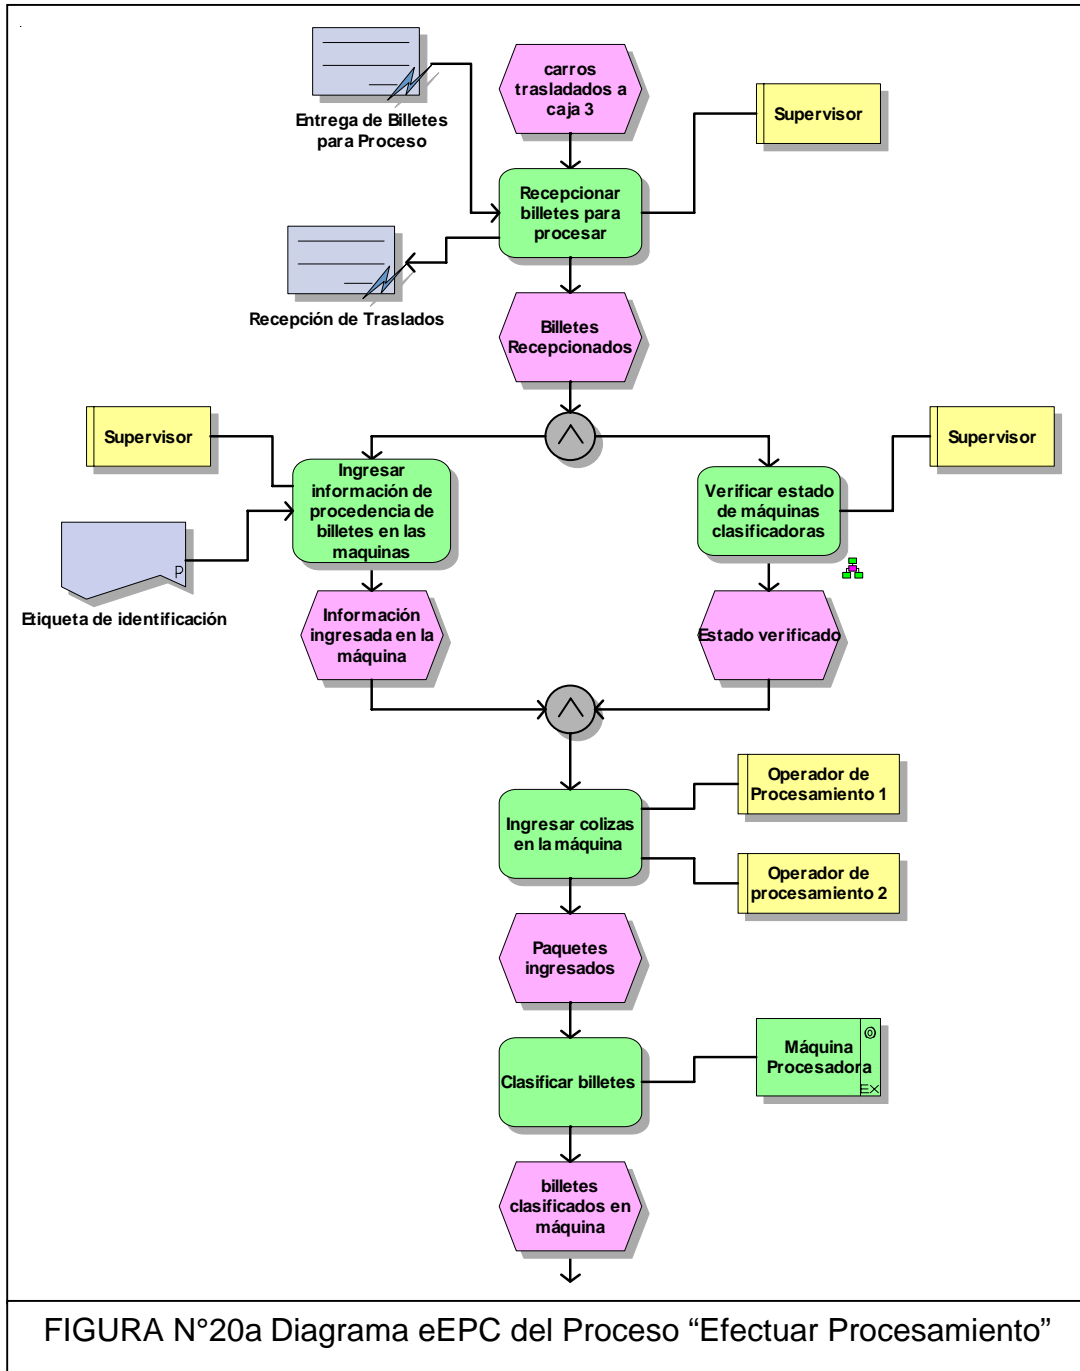 carros
trasladados a
caja 3
Entrega de Billetes
para Proceso
Supervisor
Recepcionar
billetes para
procesar
Recepción de Traslados
Billetes
Recepcionados
Supervisor
Supervisor
Ingresar
información de
procedencia de
billetes en las
maquinas
Verificar estado
de máquinas
clasificadoras
P
Etiqueta de identificación
Información
ingresada en la
máquina
Estado verificado
Operador de
Procesamiento 1
Ingresar colizas
en la máquina
Operador de
procesamiento 2
Paquetes
ingresados
Máquina
Procesadora
EX
Clasificar billetes
billetes
clasificados en
máquina
FIGURA N°20a Diagrama eEPC del Proceso “Efectuar Procesamiento”